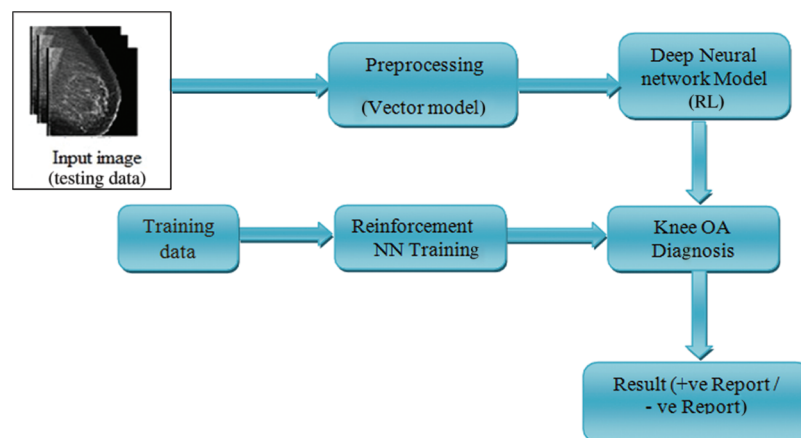 Input image
(testing data)
Preprocessing
(Vector model)
Deep Neural
network Model
(RL)
Training
data
Reinforcement
NN Training
Knee OA
Diagnosis
Result (+ve Report /
- ve Report)